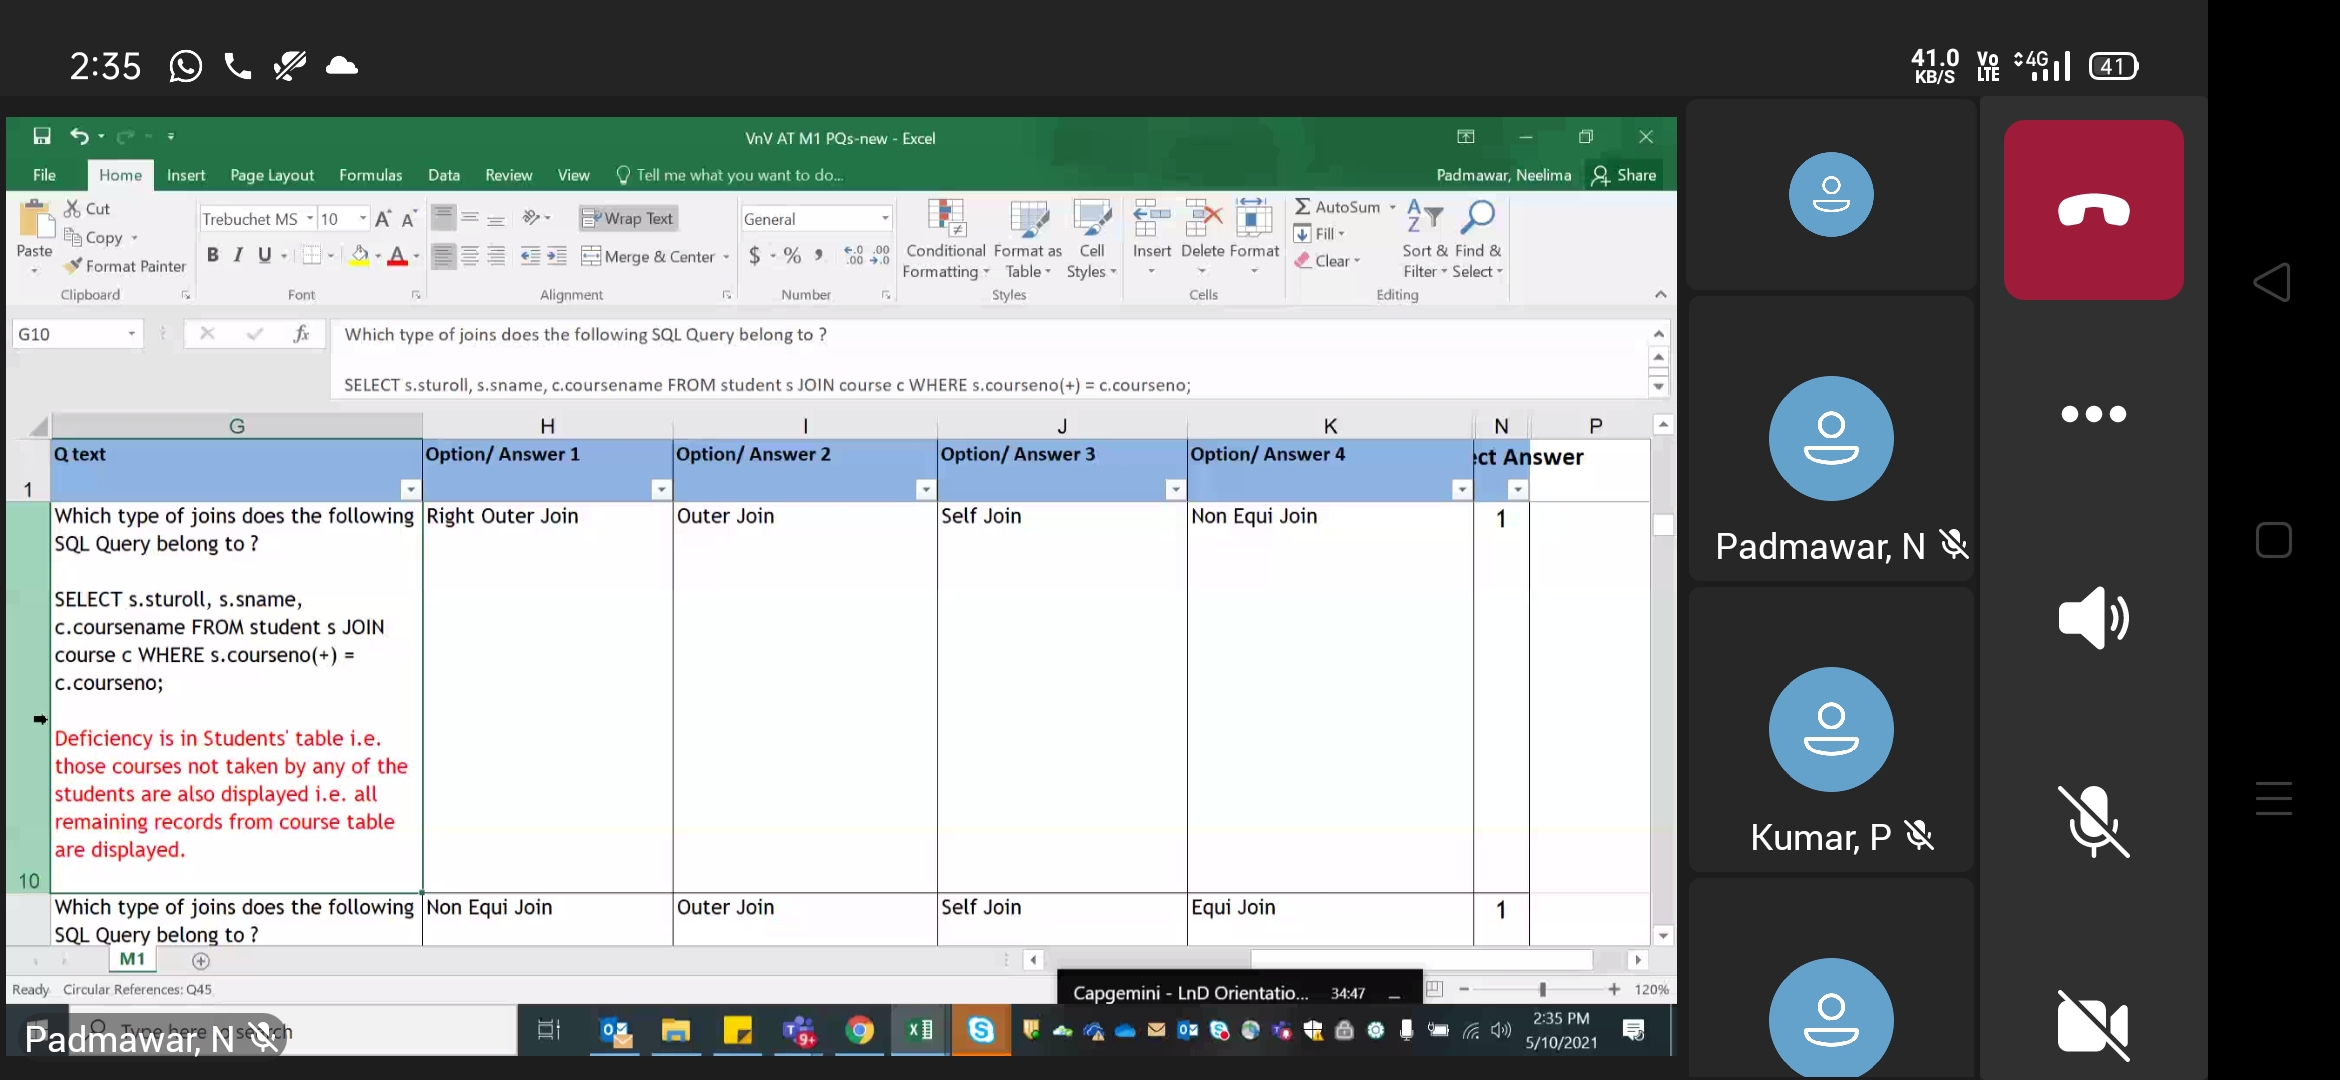 2:35
41.0 KB/S Vo LTE 4G 41
VnV AT M1 PQs-new - Excel
File Home Insert Page Layout Formulas Data Review View Tell me what you want to do... Padmawar, Neelima Share
Cut
Copy
Format Painter
Paste
Clipboard
Trebuchet MS 10 A A
B I U A
Font
Wrap Text
Merge & Center
Alignment
General
$ % , .0 .00 .00 .0
Number
Conditional Formatting
Format as Table
Cell Styles
Styles
Insert Delete Format
Cells
AutoSum
Fill
Clear
Sort & Filter
Find & Select
Editing
G10 fx Which type of joins does the following SQL Query belong to ?
SELECT s.sturoll, s.sname, c.coursename FROM student s JOIN course c WHERE s.courseno(+) = c.courseno;
G H I J K N P
1 Q text Option/ Answer 1 Option/ Answer 2 Option/ Answer 3 Option/ Answer 4 ect Answer
Which type of joins does the following Right Outer Join Outer Join Self Join Non Equi Join 1
SQL Query belong to ?
SELECT s.sturoll, s.sname,
c.coursename FROM student s JOIN
course c WHERE s.courseno(+) =
c.courseno;
Deficiency is in Students' table i.e.
those courses not taken by any of the
students are also displayed i.e. all
remaining records from course table
are displayed.
10
Which type of joins does the following Non Equi Join Outer Join Self Join Equi Join 1
SQL Query belong to ?
M1
Ready Circular References: Q45
Capgemini - LnD Orientatio... 34:47
120%
Type here to search
Padmawar, N
9+
2:35 PM
5/10/2021
Padmawar, N
Kumar, P